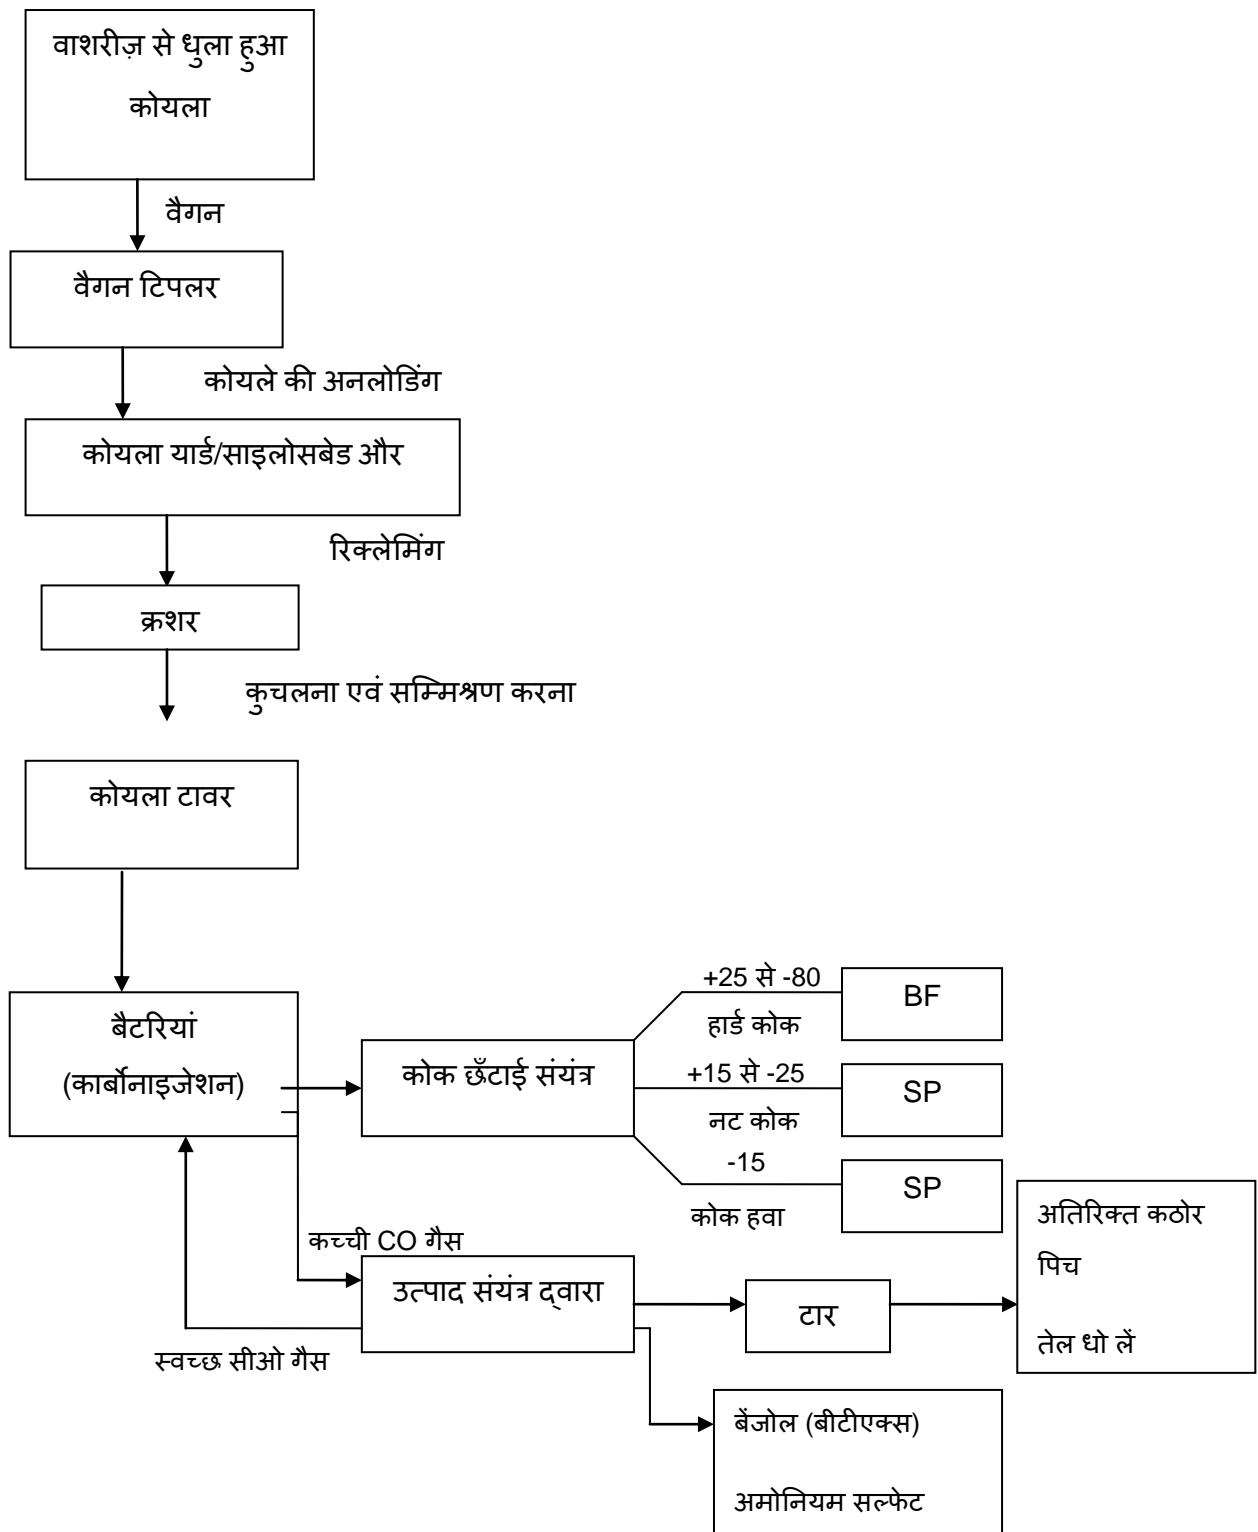 वाशरीज़ से धुला हुआ
कोयला
वैगन
वैगन टिपलर
कोयले की अनलोडिंग
कोयला यार्ड/साइलोसबेड और
रिक्लेमिंग
क्रशर
कुचलना एवं सम्मिश्रण करना
कोयला टावर
बैटरियां
(कार्बोनाइजेशन)
कोक छँटाई संयंत्र
+25 से -80
हार्ड कोक
BF
+15 से -25
नट कोक
SP
-15
कोक हवा
SP
कच्ची CO गैस
उत्पाद संयंत्र द्वारा
स्वच्छ सीओ गैस
टार
अतिरिक्त कठोर
पिच
तेल धो लें
बेंजोल (बीटीएक्स)
अमोनियम सल्फेट